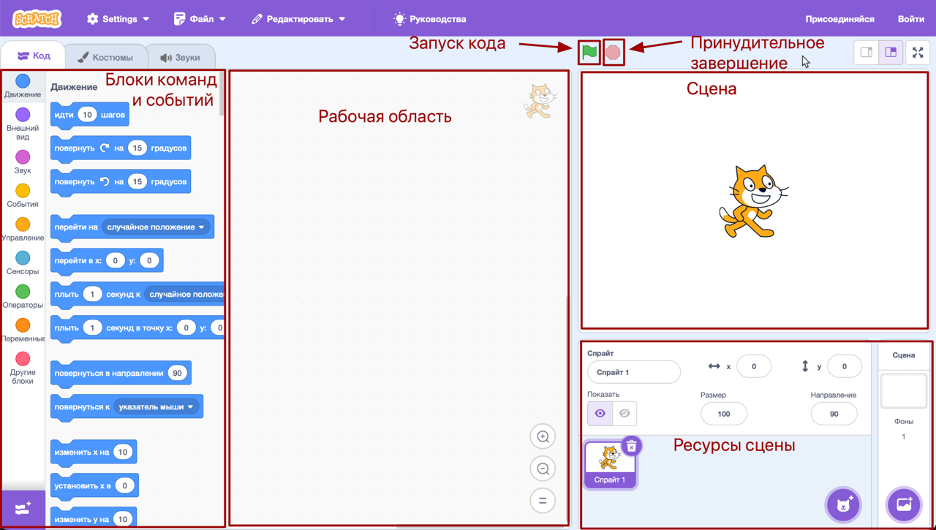 SCRATCH
Settings
Файл
Редактировать
Руководства
Присоединяйся
Войти
Код
Костюмы
Звуки
Запуск кода
Принудительное
завершение
Движение
Внешний
вид
Звук
События
Управление
Сенсоры
Операторы
Переменные
Другие
блоки
Движение
Блоки команд
и событий
идти 10 шагов
повернуть на 15 градусов
повернуть на 15 градусов
перейти на случайное положение
перейти в x: 0 y: 0
плыть 1 секунд к случайное положе
плыть 1 секунд в точку x: 0 y: 0
повернуться в направлении 90
повернуться к указатель мыши
изменить x на 10
установить x в 0
изменить y на 10
Рабочая область
Сцена
Спрайт
Спрайт 1
x 0
y 0
Показать
Размер
100
Направление
90
Спрайт 1
Ресурсы сцены
Сцена
Фоны
1